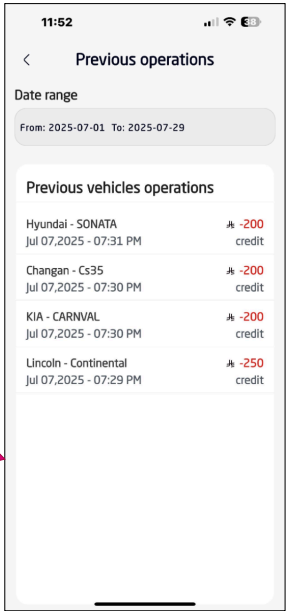 11:52
38
Previous operations
Date range
From: 2025-07-01 To: 2025-07-29
Previous vehicles operations
Hyundai - SONATA -200
Jul 07,2025 - 07:31 PM credit
Changan - Cs35 -200
Jul 07,2025 - 07:30 PM credit
KIA - CARNVAL -200
Jul 07,2025 - 07:30 PM credit
Lincoln - Continental -250
Jul 07,2025 - 07:29 PM credit